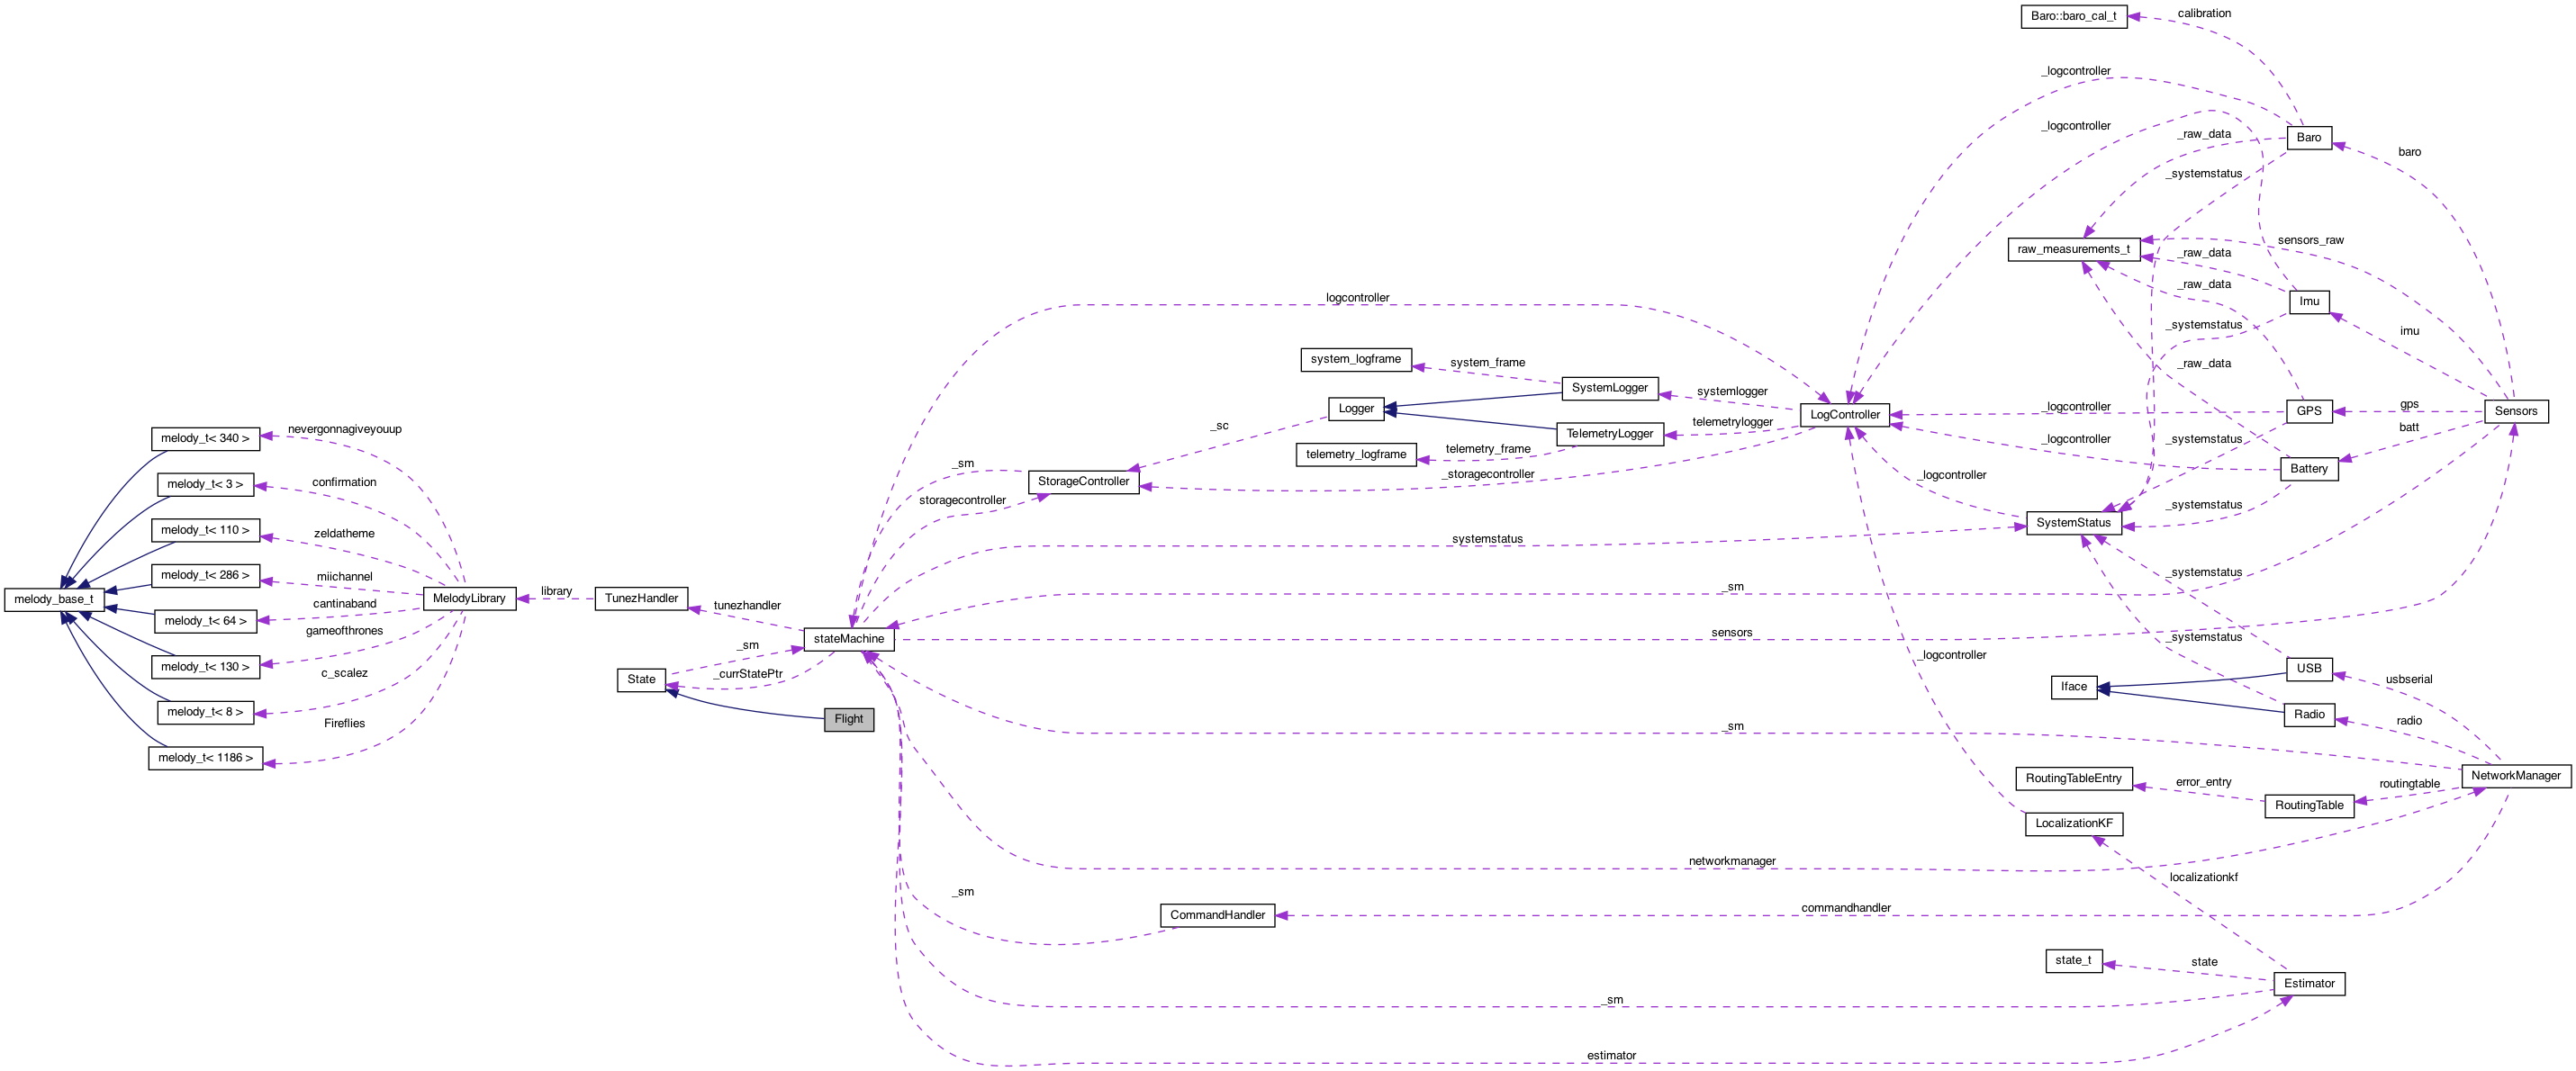 Baro::baro_cal_t
calibration
_logcontroller
_logcontroller
_raw_data
Baro
baro
_systemstatus
raw_measurements_t
sensors_raw
_raw_data
_raw_data
Imu
logcontroller
_systemstatus
imu
system_logframe
system_frame
_raw_data
SystemLogger
systemlogger
Logger
LogController
_logcontroller
GPS
gps
Sensors
_sc
telemetrylogger
batt
TelemetryLogger
nevergonnagiveyouup
melody_t< 340 >
telemetry_logframe
telemetry_frame
_logcontroller
_systemstatus
_sm
Battery
_storagecontroller
_logcontroller
confirmation
melody_t< 3 >
StorageController
storagecontroller
_systemstatus
SystemStatus
melody_t< 110 >
zeldatheme
systemstatus
melody_t< 286 >
miichannel
_systemstatus
melody_base_t
MelodyLibrary
library
TunezHandler
_sm
cantinaband
tunezhandler
melody_t< 64 >
gameofthrones
stateMachine
sensors
_systemstatus
_sm
_logcontroller
melody_t< 130 >
c_scalez
State
_currStatePtr
USB
usbserial
Iface
melody_t< 8 >
Fireflies
Flight
Radio
radio
_sm
melody_t< 1186 >
RoutingTableEntry
error_entry
NetworkManager
routingtable
RoutingTable
LocalizationKF
networkmanager
localizationkf
_sm
CommandHandler
commandhandler
state_t
state
Estimator
_sm
estimator